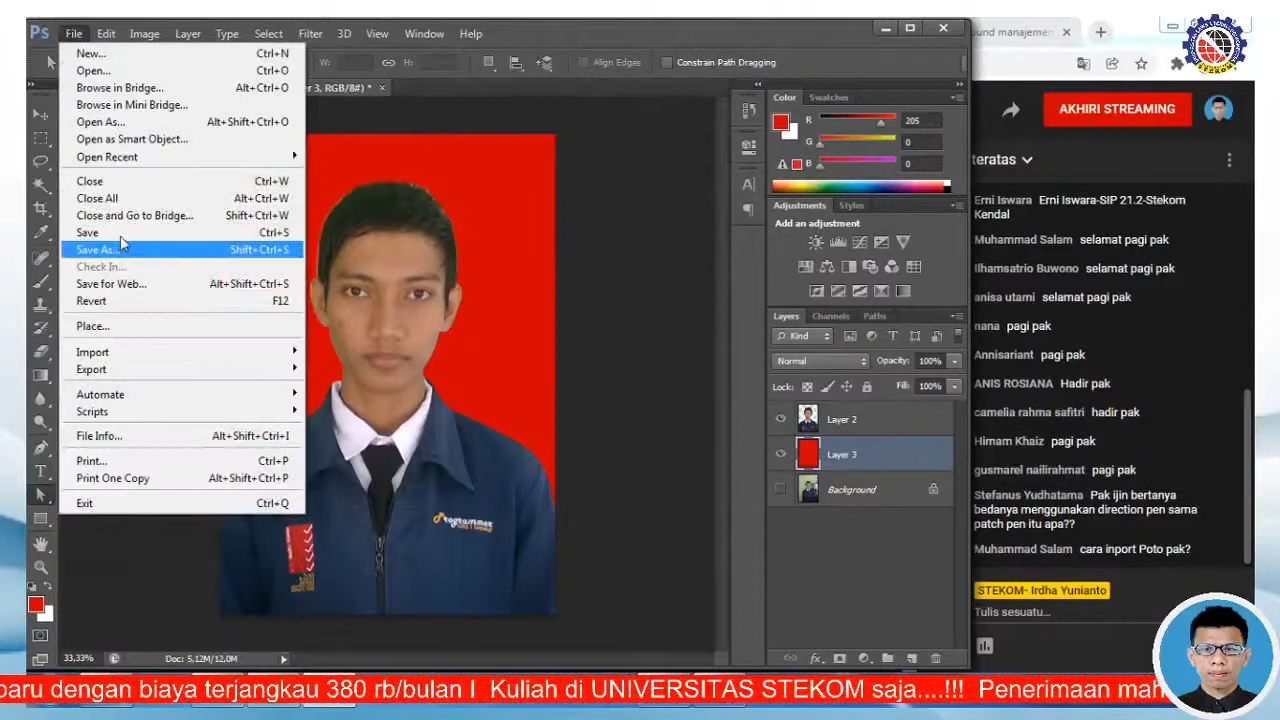 Ps File Edit Image Layer Type Select Filter 3D View Window Help
W: H: Align Edges Constrain Path Dragging
r 3, RGB/8#) * ×
New... Ctrl+N
Open... Ctrl+O
Browse in Bridge... Alt+Ctrl+O
Browse in Mini Bridge...
Open As... Alt+Shift+Ctrl+O
Open as Smart Object...
Open Recent
Close Ctrl+W
Close All Alt+Ctrl+W
Close and Go to Bridge... Shift+Ctrl+W
Save Ctrl+S
Save As... Shift+Ctrl+S
Check In...
Save for Web... Alt+Shift+Ctrl+S
Revert F12
Place...
Import
Export
Automate
Scripts
File Info... Alt+Shift+Ctrl+I
Print... Ctrl+P
Print One Copy Alt+Shift+Ctrl+P
Exit Ctrl+Q
Programmer
33,33% Doc: 5,12M/12,0M
Color Swatches
R 205
G 0
B 0
Adjustments Styles
Add an adjustment
Layers Channels Paths
Kind
Normal Opacity: 100%
Lock: Fill: 100%
Layer 2
Layer 3
Background
ound manajemen
STEKOM
AKHIRI STREAMING
teratas
Erni Iswara Erni Iswara-SIP 21.2-Stekom
Kendal
Muhammad Salam selamat pagi pak
Ilhamsatrio Buwono selamat pagi pak
anisa utami selamat pagi pak
nana pagi pak
Annisariant pagi pak
ANIS ROSIANA Hadir pak
camelia rahma safitri hadir pak
Himam Khaiz pagi pak
gusmarel nailirahmat pagi pak
Stefanus Yudhatama Pak ijin bertanya
bedanya menggunakan direction pen sama
patch pen itu apa??
Muhammad Salam cara inport Poto pak?
STEKOM- Irdha Yunianto
Tulis sesuatu...
baru dengan biaya terjangkau 380 rb/bulan I Kuliah di UNIVERSITAS STEKOM saja....!!! Penerimaan mah